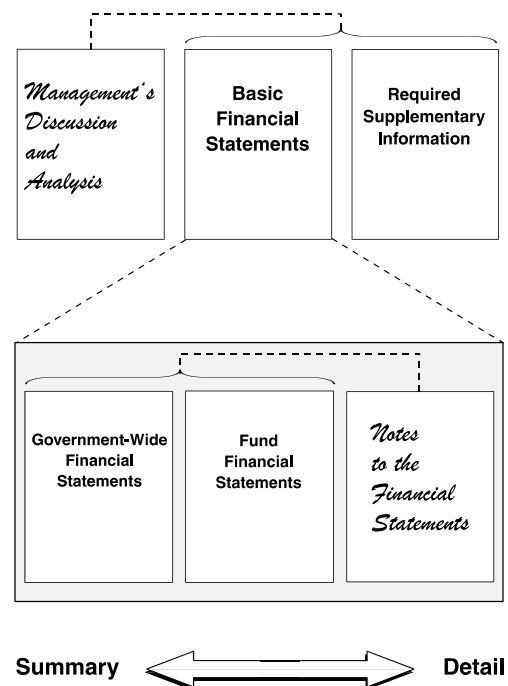 Management's
Discussion
and
Analysis
Basic
Financial
Statements
Required
Supplementary
Information
Government-Wide
Financial
Statements
Fund
Financial
Statements
Notes
to the
Financial
Statements
Summary
Detail